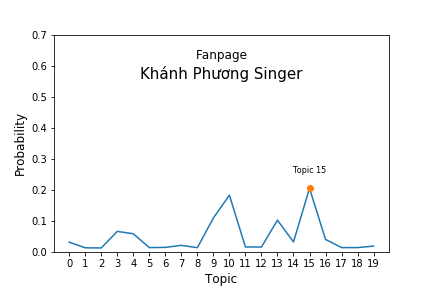 Fanpage
Khánh Phương Singer
Topic 15
Probability
0.7
0.6
0.5
0.4
0.3
0.2
0.1
0.0
0 1 2 3 4 5 6 7 8 9 10 11 12 13 14 15 16 17 18 19
Topic